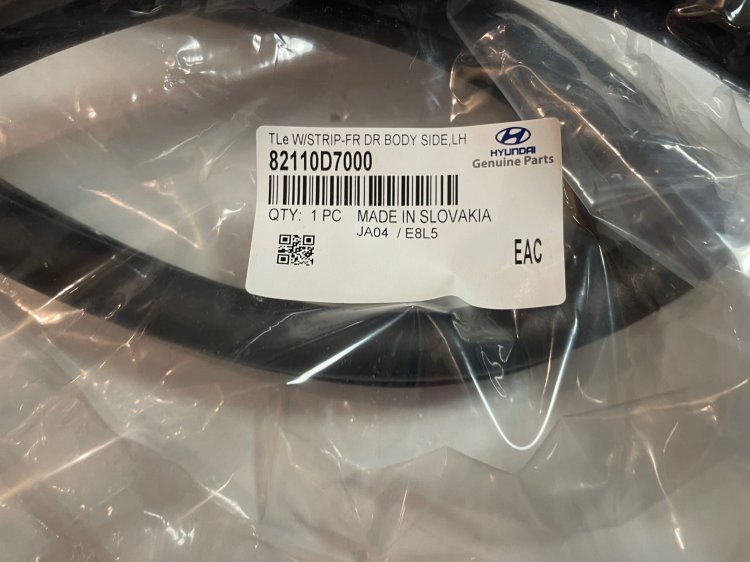 TLe W/STRIP-FR DR BODY SIDE,LH
82110D7000
HYUNDAI
Genuine Parts
QTY: 1 PC MADE IN SLOVAKIA
JA04 / E8L5
EAC